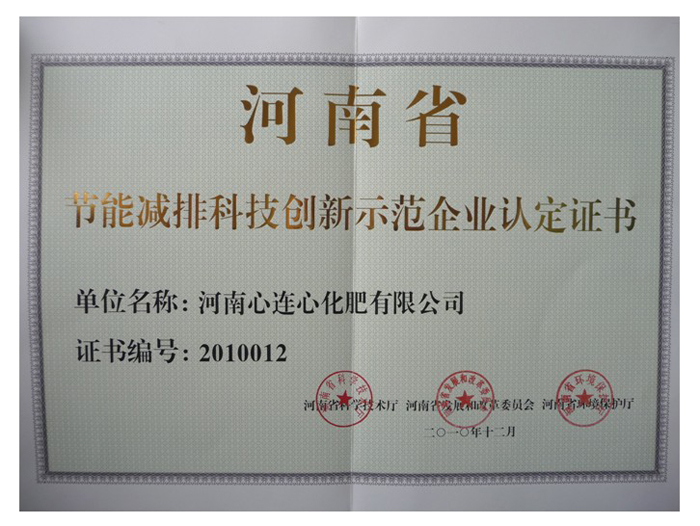 河南省
节能减排科技创新示范企业认定证书
单位名称：河南心连心化肥有限公司
证书编号：2010012
河南省科学技术厅 河南省发展和改革委员会 河南省环境保护厅
二〇一〇年十二月